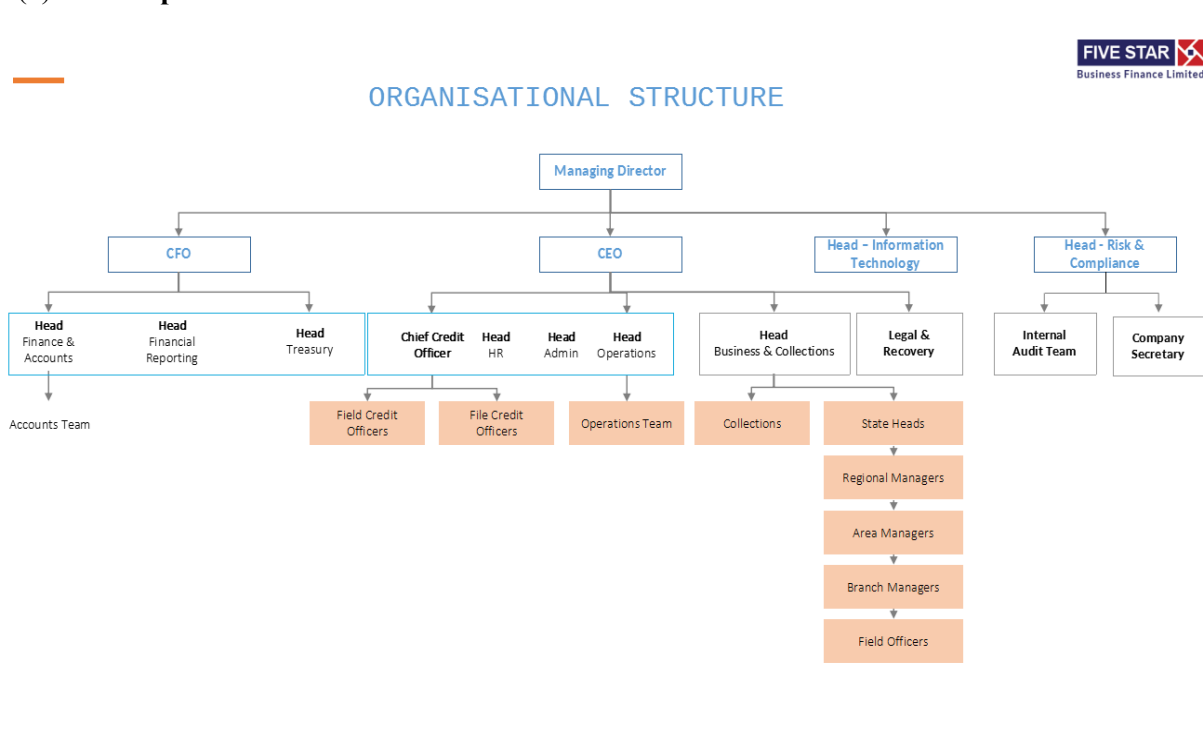 FIVE STAR
Business Finance Limited
ORGANISATIONAL STRUCTURE
Managing Director
CFO
CEO
Head – Information
Technology
Head - Risk &
Compliance
Head
Finance &
Accounts
Head
Financial
Reporting
Head
Treasury
Chief Credit
Officer
Head
HR
Head
Admin
Head
Operations
Head
Business & Collections
Legal &
Recovery
Internal
Audit Team
Company
Secretary
Accounts Team
Field Credit
Officers
File Credit
Officers
Operations Team
Collections
State Heads
Regional Managers
Area Managers
Branch Managers
Field Officers